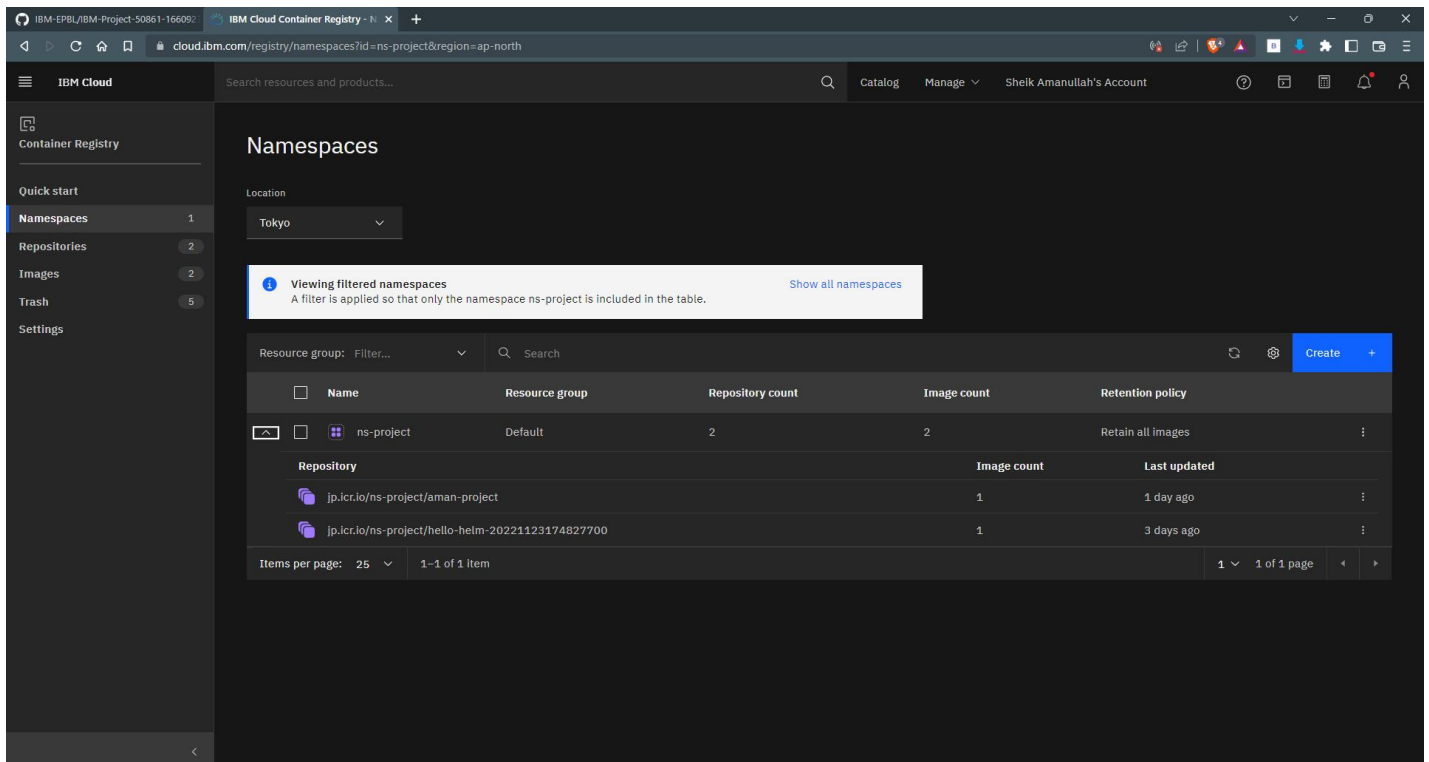 IBM-EPBL/IBM-Project-50861-166092
IBM Cloud Container Registry - N
cloud.ibm.com/registry/namespaces?id=ns-project&region=ap-north
IBM Cloud
Search resources and products...
Catalog
Manage
Sheik Amanullah's Account
Container Registry
Quick start
Namespaces 1
Repositories 2
Images 2
Trash 5
Settings
Namespaces
Location
Tokyo
Viewing filtered namespaces
Show all namespaces
A filter is applied so that only the namespace ns-project is included in the table.
Resource group: Filter...
Search
Create +
Name Resource group Repository count Image count Retention policy
ns-project Default 2 2 Retain all images
Repository Image count Last updated
jp.icr.io/ns-project/aman-project 1 1 day ago
jp.icr.io/ns-project/hello-helm-20221123174827700 1 3 days ago
Items per page: 25 1–1 of 1 item 1 1 of 1 page